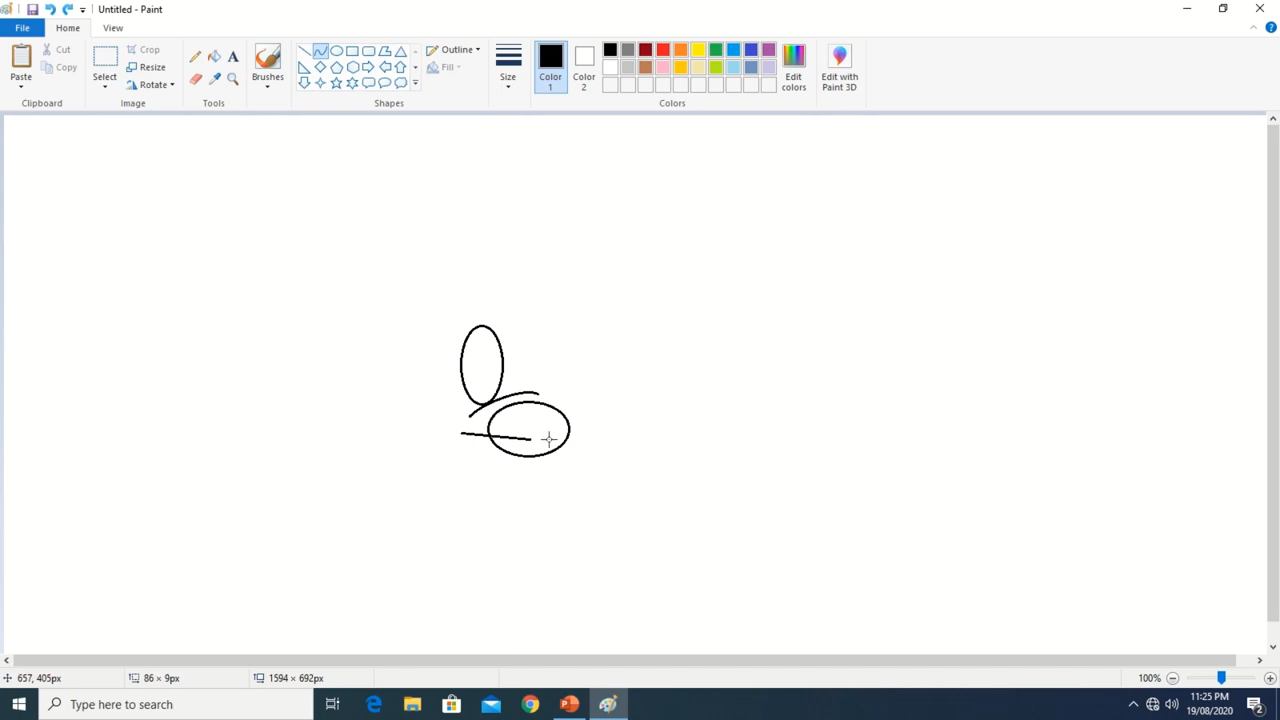 Untitled - Paint
File Home View
Cut Crop Outline
Paste Copy Select Resize Brushes Fill Size Color 1 Color 2 Edit colors Edit with Paint 3D
Rotate
Clipboard Image Tools Shapes Colors
657, 405px 86 × 9px 1594 × 692px 100%
Type here to search 11:25 PM
19/08/2020
2